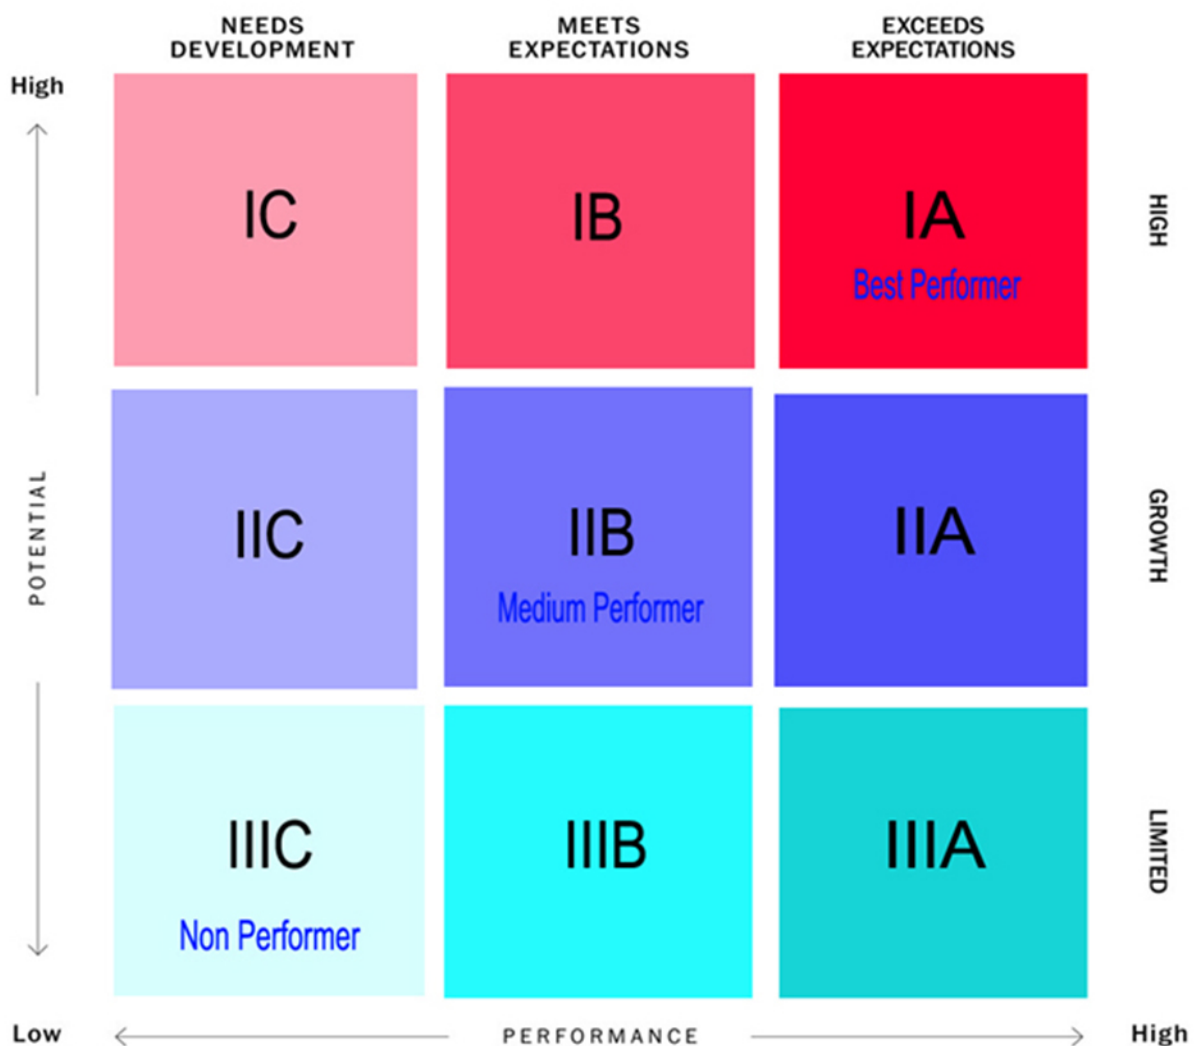 NEEDS
DEVELOPMENT
MEETS
EXPECTATIONS
EXCEEDS
EXPECTATIONS
High
IC
IB
IA
Best Performer
HIGH
POTENTIAL
IIC
IIB
Medium Performer
IIA
GROWTH
IIIC
Non Performer
IIIB
IIIA
LIMITED
Low
PERFORMANCE
High